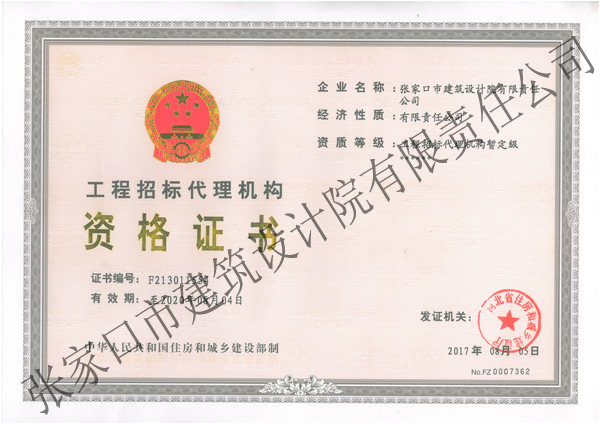 企业名称：张家口市建筑设计院有限责任
公司
经济性质：有限责任公司
资质等级：工程招标代理机构暂定级
工程招标代理机构
资格证书
证书编号：
有效期：至2020年08月04日
发证机关：
河北省住房和城乡建设厅
中华人民共和国住房和城乡建设部制
2017年08月05日
No.FZ 0007362
张家口市建筑设计院有限责任公司